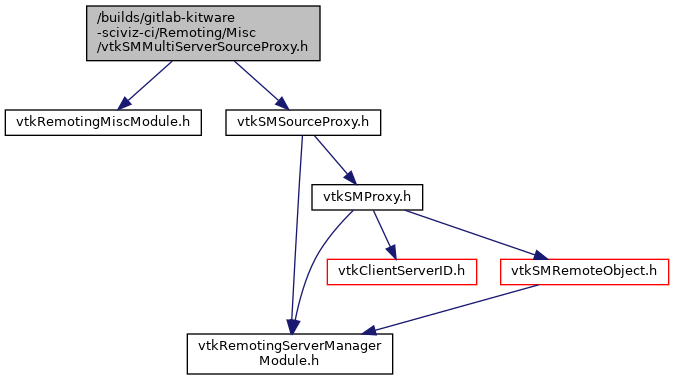 /builds/gitlab-kitware
-sciviz-ci/Remoting/Misc
/vtkSMMultiServerSourceProxy.h
vtkRemotingMiscModule.h
vtkSMSourceProxy.h
vtkSMProxy.h
vtkClientServerID.h
vtkSMRemoteObject.h
vtkRemotingServerManager
Module.h